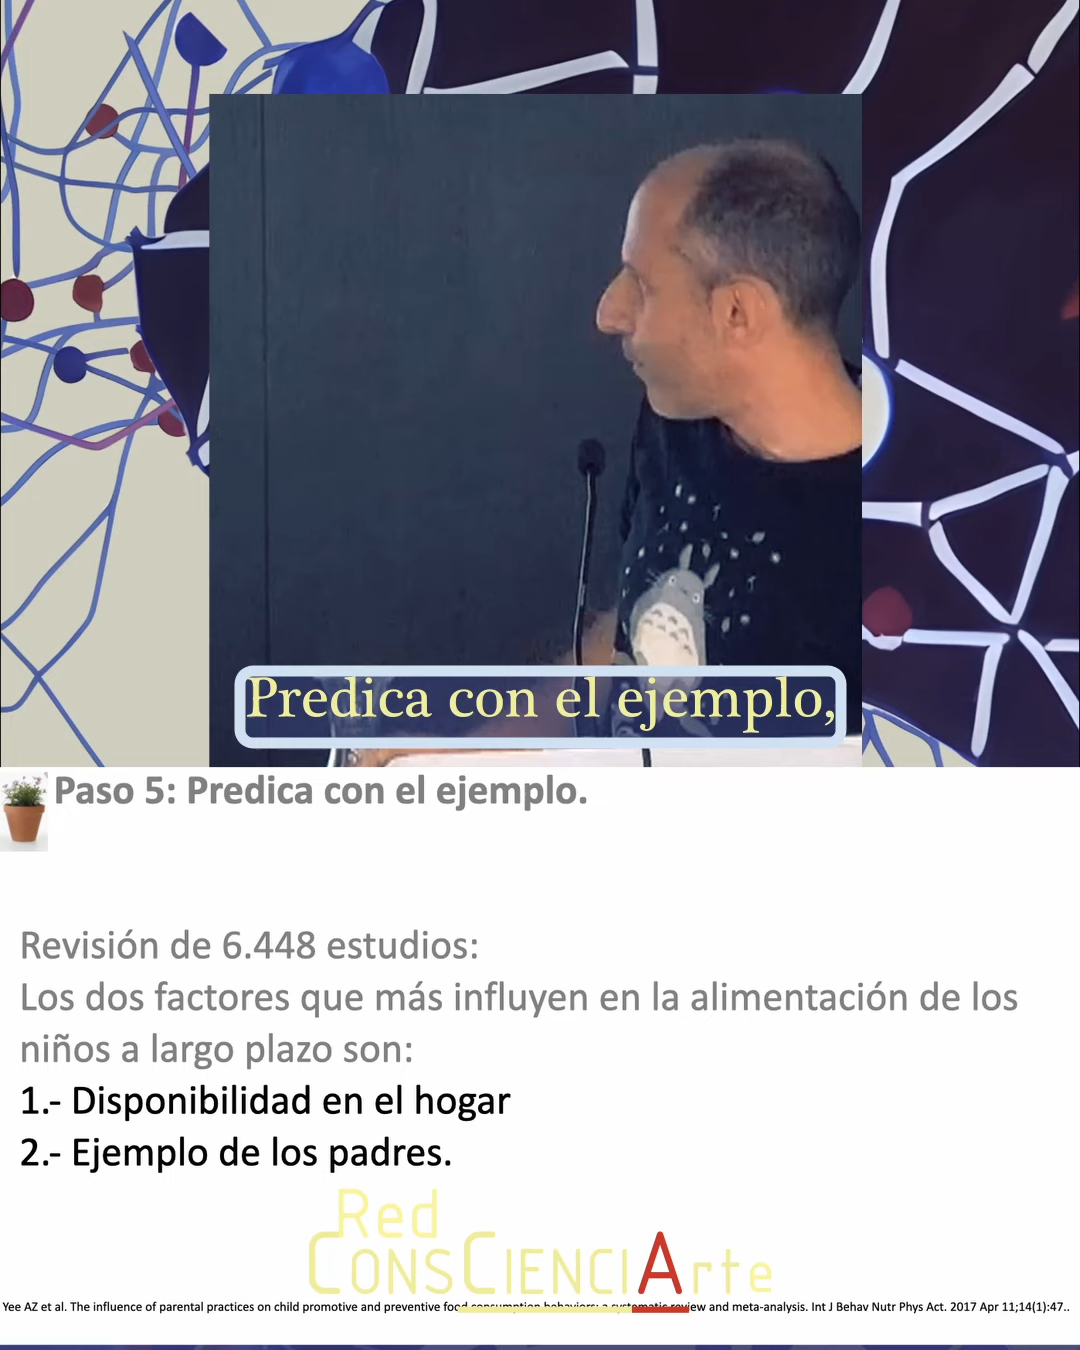 Predica con el ejemplo,
Paso 5: Predica con el ejemplo.
Revisión de 6.448 estudios:
Los dos factores que más influyen en la alimentación de los
niños a largo plazo son:
1.- Disponibilidad en el hogar
2.- Ejemplo de los padres.
Red
ConsCienciArte
Yee AZ et al. The influence of parental practices on child promotive and preventive food consumption behaviors: a systematic review and meta-analysis. Int J Behav Nutr Phys Act. 2017 Apr 11;14(1):47..